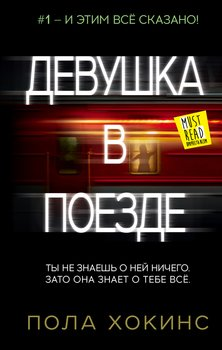 #1 – И ЭТИМ ВСЁ СКАЗАНО!
ДЕВУШКА
В
ПОЕЗДЕ
MUST
READ
ТЫ НЕ ЗНАЕШЬ О НЕЙ НИЧЕГО.
ЗАТО ОНА ЗНАЕТ О ТЕБЕ ВСЁ.
ПОЛА ХОКИНС